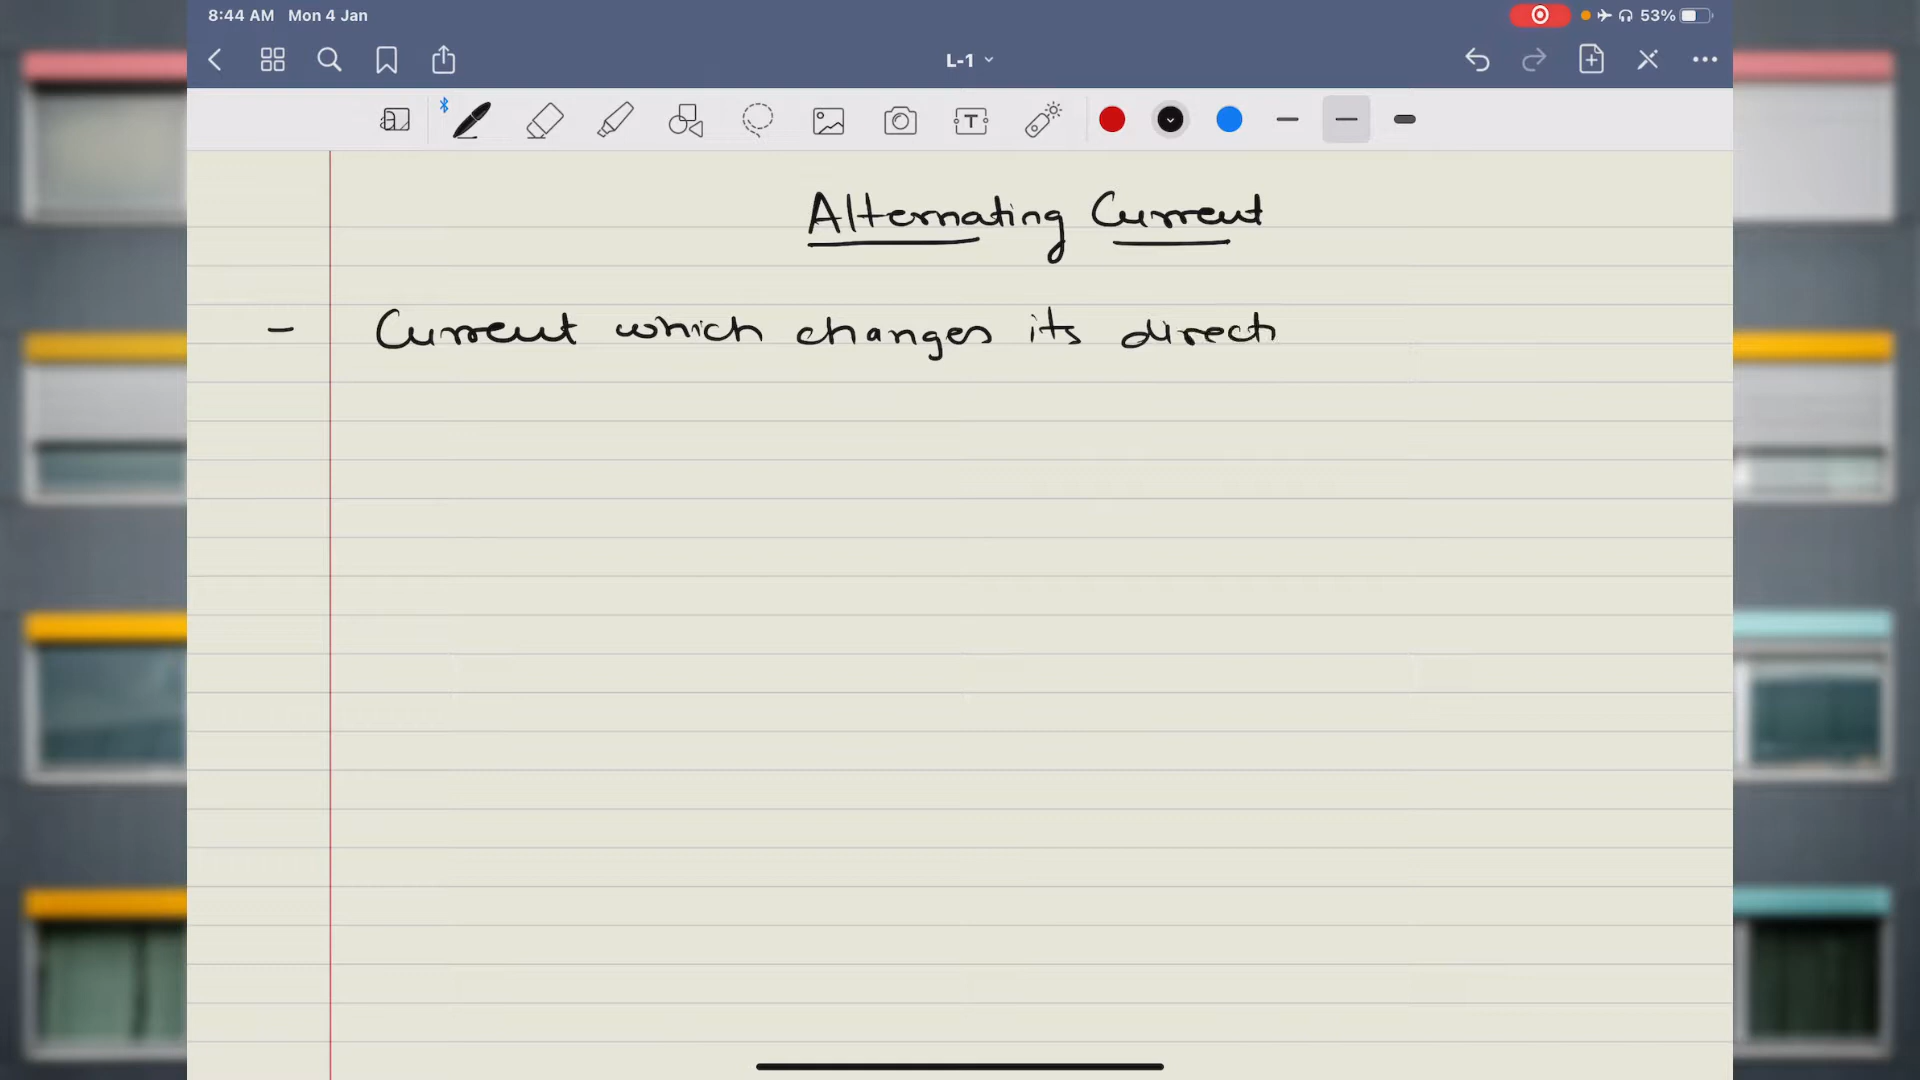 8:44 AM Mon 4 Jan
53%
L-1
Alternating Current
- Current which changes its direct